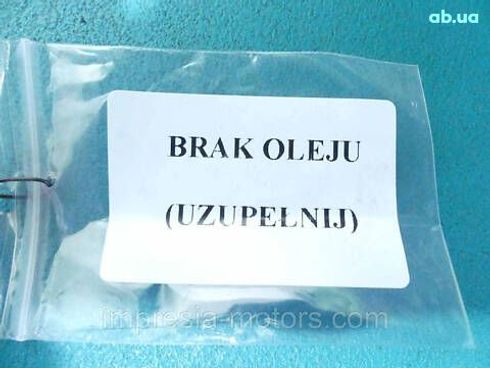 ab.ua
BRAK OLEJU
(UZUPEŁNIJ)
impresia-motors.com